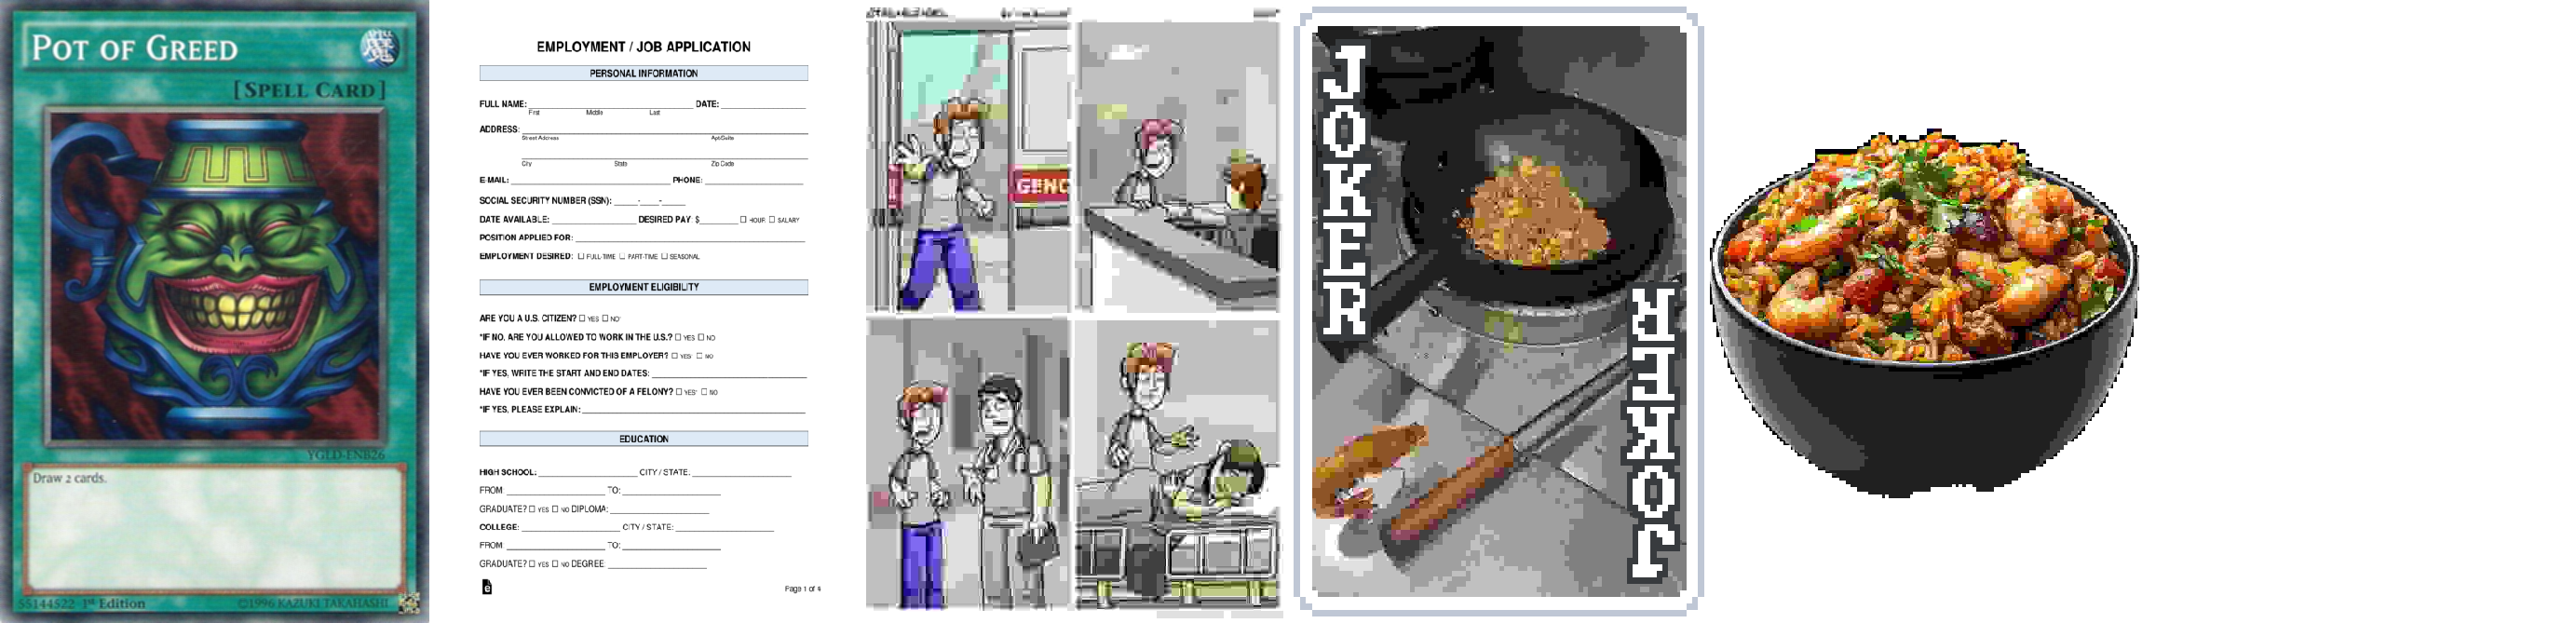 POT OF GREED
[SPELL CARD]
YGLD-ENB26
Draw 2 cards.
55144522 1st Edition
©1996 KAZUKI TAKAHASHI
EMPLOYMENT / JOB APPLICATION
PERSONAL INFORMATION
FULL NAME: DATE:
First Middle Last
ADDRESS:
Street Address Apt/Suite
City State Zip Code
E-MAIL: PHONE:
SOCIAL SECURITY NUMBER (SSN): - -
DATE AVAILABLE: DESIRED PAY: $ ☐ HOUR ☐ SALARY
POSITION APPLIED FOR:
EMPLOYMENT DESIRED: ☐ FULL-TIME ☐ PART-TIME ☐ SEASONAL
EMPLOYMENT ELIGIBILITY
ARE YOU A U.S. CITIZEN? ☐ YES ☐ NO*
*IF NO, ARE YOU ALLOWED TO WORK IN THE U.S.? ☐ YES ☐ NO
HAVE YOU EVER WORKED FOR THIS EMPLOYER? ☐ YES* ☐ NO
*IF YES, WRITE THE START AND END DATES:
HAVE YOU EVER BEEN CONVICTED OF A FELONY? ☐ YES* ☐ NO
*IF YES, PLEASE EXPLAIN:
EDUCATION
HIGH SCHOOL: CITY / STATE:
FROM: TO:
GRADUATE? ☐ YES ☐ NO DIPLOMA:
COLLEGE: CITY / STATE:
FROM: TO:
GRADUATE? ☐ YES ☐ NO DEGREE:
Page 1 of 4
JOKER
JOKER